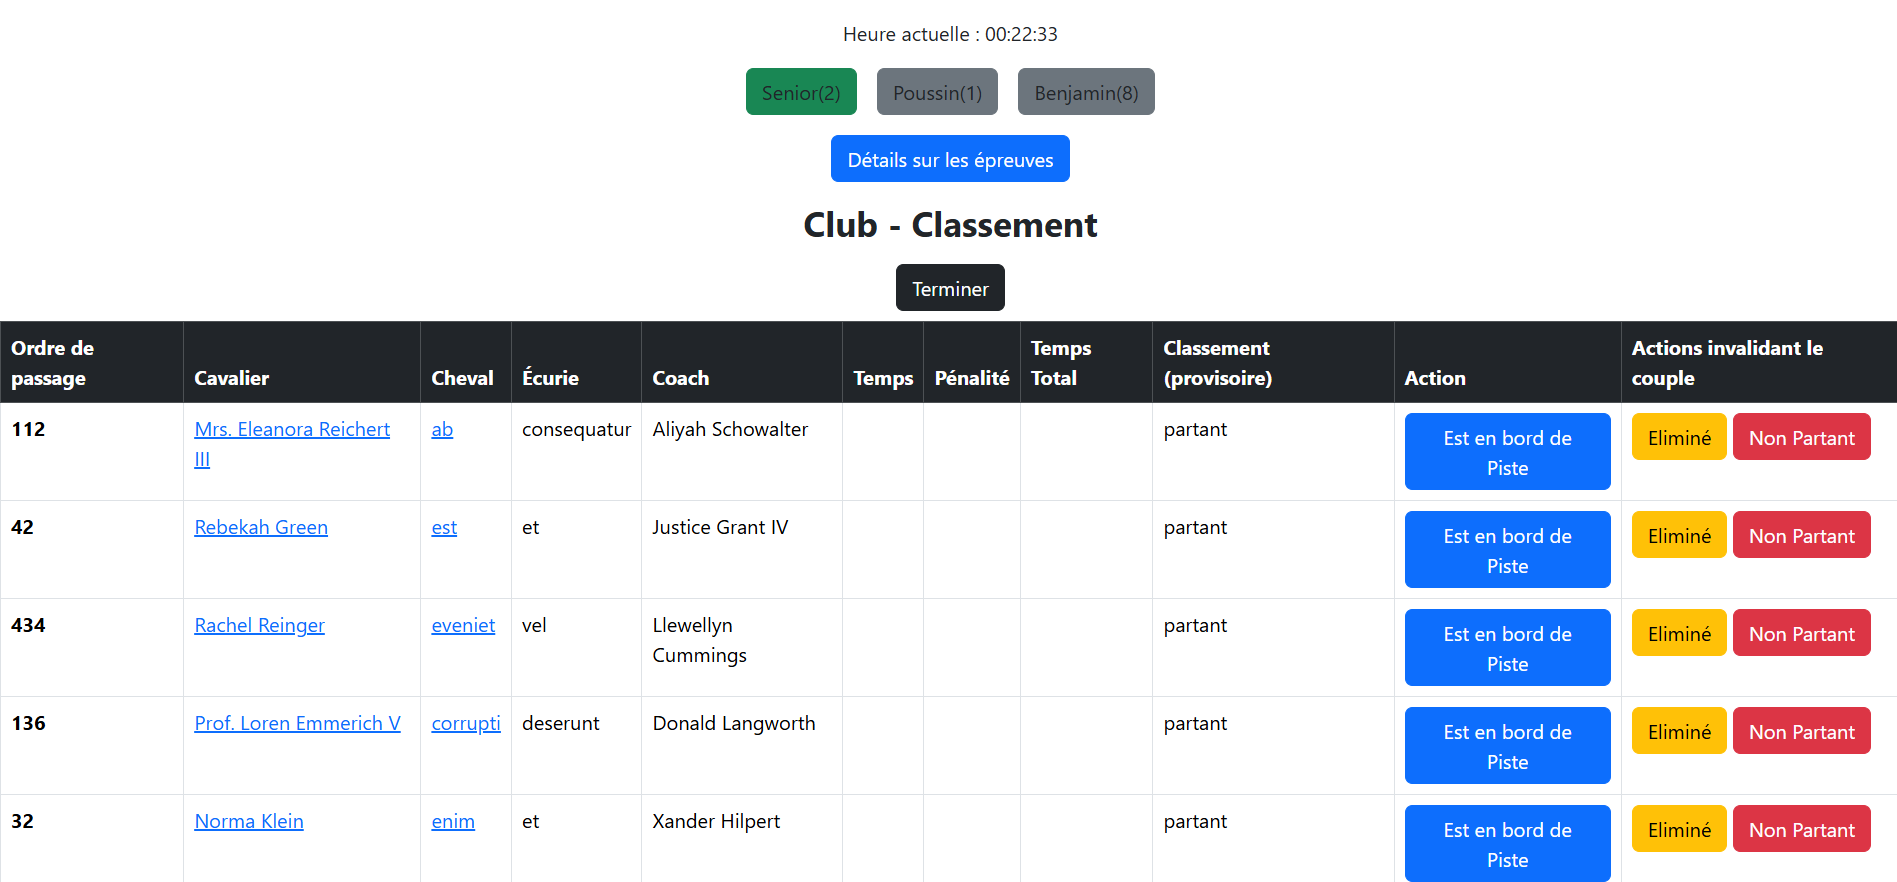 Heure actuelle : 00:22:33
Senior(2) Poussin(1) Benjamin(8)
Détails sur les épreuves
Club - Classement
Terminer
Ordre de passage Cavalier Cheval Écurie Coach Temps Pénalité Temps Total Classement (provisoire) Action Actions invalidant le couple
112 Mrs. Eleanora Reichert III ab consequatur Aliyah Schowalter partant Est en bord de Piste Eliminé Non Partant
42 Rebekah Green est et Justice Grant IV partant Est en bord de Piste Eliminé Non Partant
434 Rachel Reinger eveniet vel Llewellyn Cummings partant Est en bord de Piste Eliminé Non Partant
136 Prof. Loren Emmerich V corrupti deserunt Donald Langworth partant Est en bord de Piste Eliminé Non Partant
32 Norma Klein enim et Xander Hilpert partant Est en bord de Piste Eliminé Non Partant